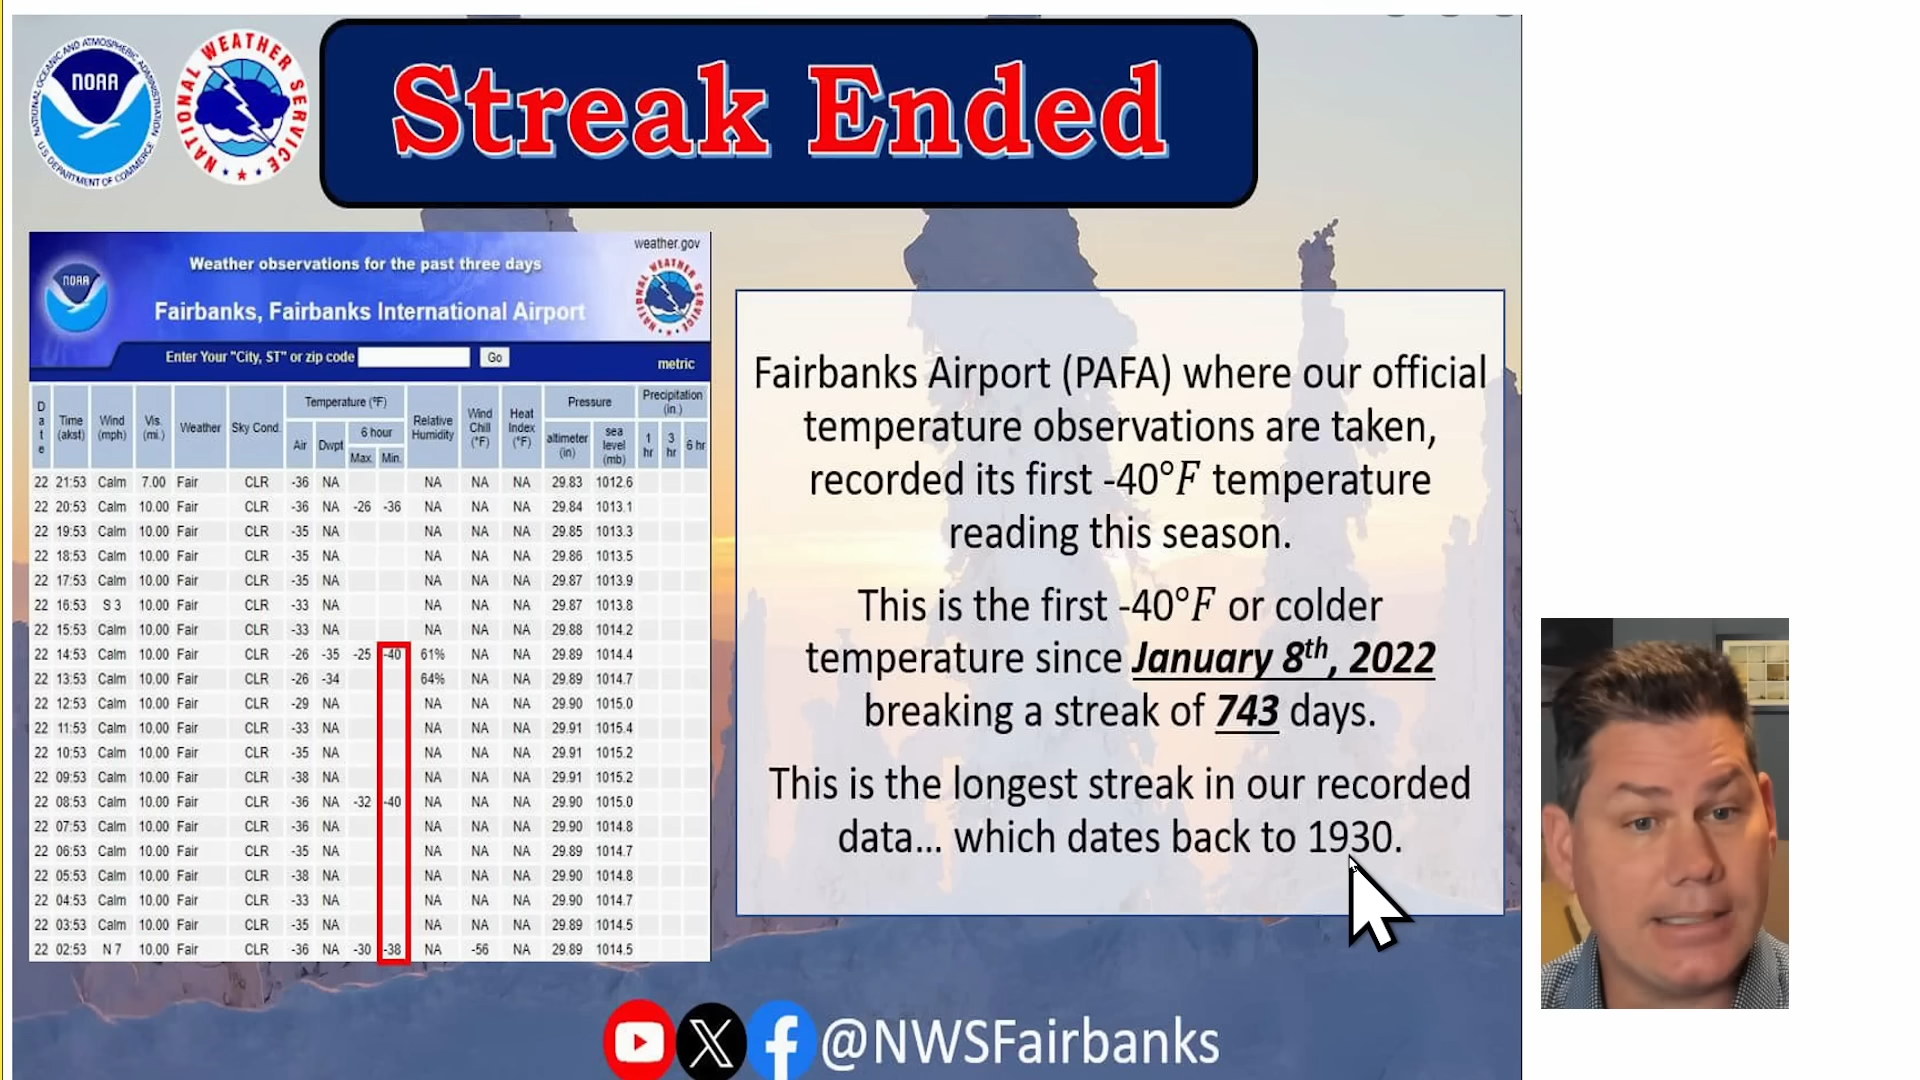 Streak Ended
NOAA
NATIONAL OCEANIC AND ATMOSPHERIC ADMINISTRATION
U.S. DEPARTMENT OF COMMERCE
NATIONAL WEATHER SERVICE
weather.gov
Weather observations for the past three days
NOAA
Fairbanks, Fairbanks International Airport
NATIONAL WEATHER SERVICE
Enter Your "City, ST" or zip code Go metric
Date Time (akst) Wind (mph) Vis. (mi.) Weather Sky Cond. Temperature (°F) Air Dwpt 6 hour Max. Min. Relative Humidity Wind Chill (°F) Heat Index (°F) Pressure altimeter (in) sea level (mb) Precipitation (in.) 1 hr 3 hr 6 hr
22 21:53 Calm 7.00 Fair CLR -36 NA NA NA NA 29.83 1012.6
22 20:53 Calm 10.00 Fair CLR -36 NA -26 -36 NA NA NA 29.84 1013.1
22 19:53 Calm 10.00 Fair CLR -35 NA NA NA NA 29.85 1013.3
22 18:53 Calm 10.00 Fair CLR -35 NA NA NA NA 29.86 1013.5
22 17:53 Calm 10.00 Fair CLR -35 NA NA NA NA 29.87 1013.9
22 16:53 S 3 10.00 Fair CLR -33 NA NA NA NA 29.87 1013.8
22 15:53 Calm 10.00 Fair CLR -33 NA NA NA NA 29.88 1014.2
22 14:53 Calm 10.00 Fair CLR -26 -35 -25 -40 61% NA NA 29.89 1014.4
22 13:53 Calm 10.00 Fair CLR -26 -34 64% NA NA 29.89 1014.7
22 12:53 Calm 10.00 Fair CLR -29 NA NA NA NA 29.90 1015.0
22 11:53 Calm 10.00 Fair CLR -33 NA NA NA NA 29.91 1015.4
22 10:53 Calm 10.00 Fair CLR -35 NA NA NA NA 29.91 1015.2
22 09:53 Calm 10.00 Fair CLR -38 NA NA NA NA 29.91 1015.2
22 08:53 Calm 10.00 Fair CLR -36 NA -32 -40 NA NA NA 29.90 1015.0
22 07:53 Calm 10.00 Fair CLR -36 NA NA NA NA 29.90 1014.8
22 06:53 Calm 10.00 Fair CLR -35 NA NA NA NA 29.89 1014.7
22 05:53 Calm 10.00 Fair CLR -38 NA NA NA NA 29.90 1014.8
22 04:53 Calm 10.00 Fair CLR -33 NA NA NA NA 29.90 1014.7
22 03:53 Calm 10.00 Fair CLR -35 NA NA NA NA 29.89 1014.5
22 02:53 N 7 10.00 Fair CLR -36 NA -30 -38 NA -56 NA 29.89 1014.5
Fairbanks Airport (PAFA) where our official
temperature observations are taken,
recorded its first -40°F temperature
reading this season.
This is the first -40°F or colder
temperature since January 8th, 2022
breaking a streak of 743 days.
This is the longest streak in our recorded
data... which dates back to 1930.
@NWSFairbanks